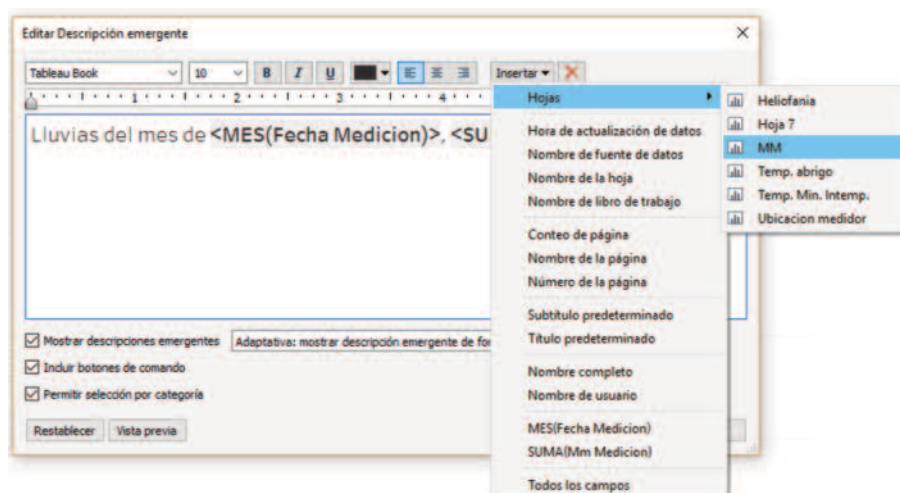 Editar Descripción emergente
Tableau Book 10 B I U Insertar
1 2 3 4
Lluvias del mes de <MES(Fecha Medicion)>, <SU
Hojas
Hora de actualización de datos
Nombre de fuente de datos
Nombre de la hoja
Nombre de libro de trabajo
Conteo de página
Nombre de la página
Número de la página
Subtítulo predeterminado
Título predeterminado
Nombre completo
Nombre de usuario
MES(Fecha Medicion)
SUMA(Mm Medicion)
Todos los campos
Heliofania
Hoja 7
MM
Temp. abrigo
Temp. Min. Intemp.
Ubicacion medidor
Mostrar descripciones emergentes Adaptativa: mostrar descripción emergente de for
Incluir botones de comando
Permitir selección por categoría
Restablecer Vista previa